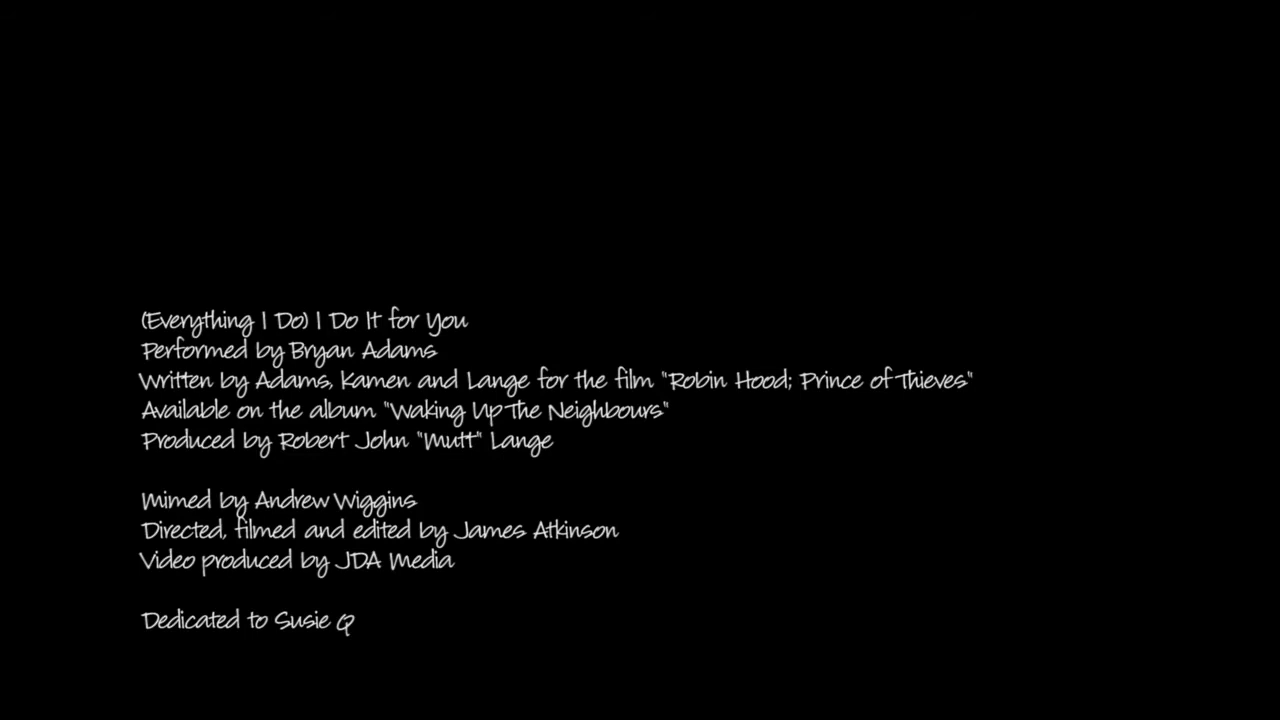 (Everything I Do) I Do It for You
Performed by Bryan Adams
Written by Adams, Kamen and Lange for the film "Robin Hood; Prince of Thieves"
Available on the album "Waking Up The Neighbours"
Produced by Robert John "Mutt" Lange
Mimed by Andrew Wiggins
Directed, filmed and edited by James Atkinson
Video produced by JDA Media
Dedicated to Susie Q